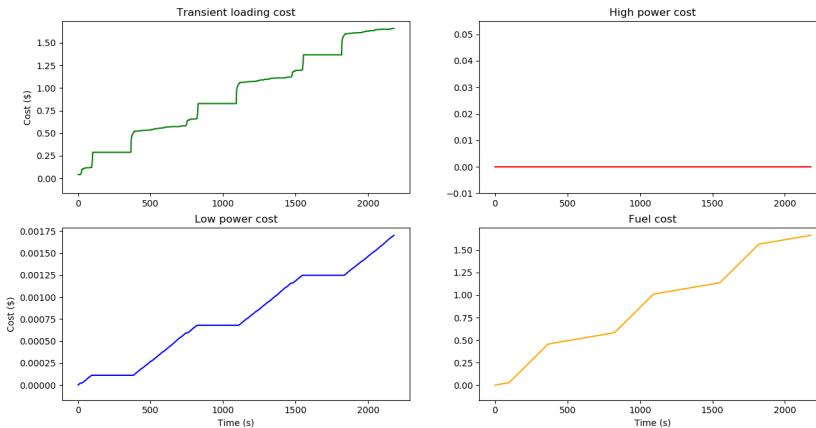 Transient loading cost
High power cost
Cost ($)
1.50
1.25
1.00
0.75
0.50
0.25
0.00
0 500 1000 1500 2000
0.05
0.04
0.03
0.02
0.01
0.00
−0.01
0 500 1000 1500 2000
Low power cost
Fuel cost
Cost ($)
0.00175
0.00150
0.00125
0.00100
0.00075
0.00050
0.00025
0.00000
0 500 1000 1500 2000
Time (s)
1.50
1.25
1.00
0.75
0.50
0.25
0.00
0 500 1000 1500 2000
Time (s)